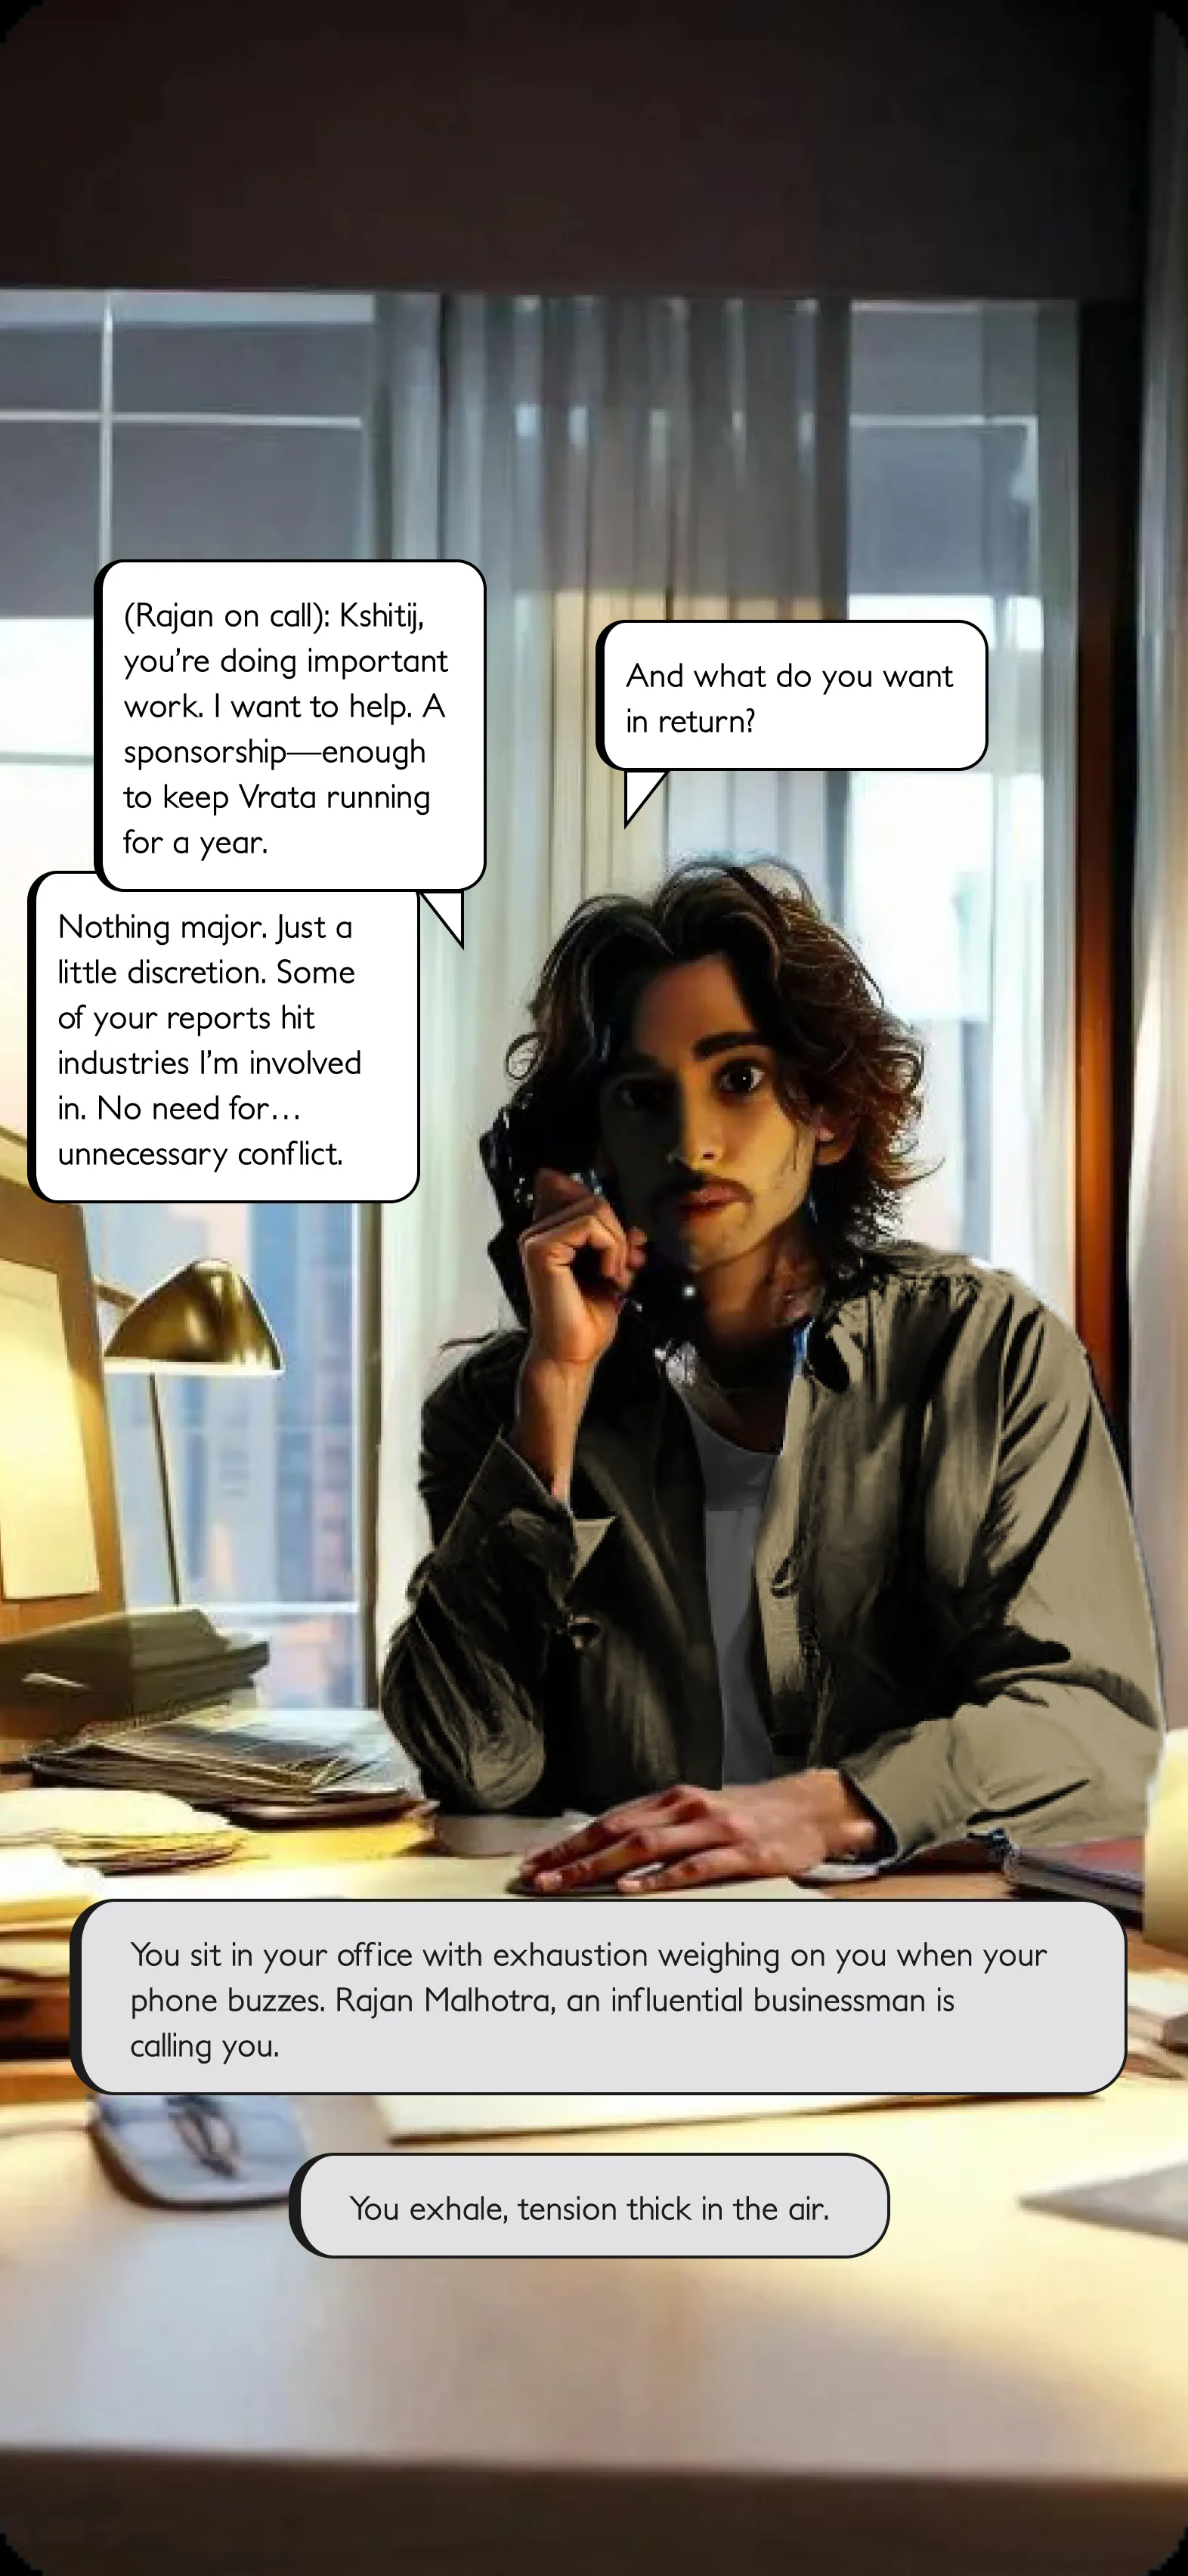 (Rajan on call): Kshitij,
you’re doing important
work. I want to help. A
sponsorship—enough
to keep Vrata running
for a year.
And what do you want
in return?
Nothing major. Just a
little discretion. Some
of your reports hit
industries I’m involved
in. No need for…
unnecessary conflict.
You sit in your office with exhaustion weighing on you when your
phone buzzes. Rajan Malhotra, an influential businessman is
calling you.
You exhale, tension thick in the air.